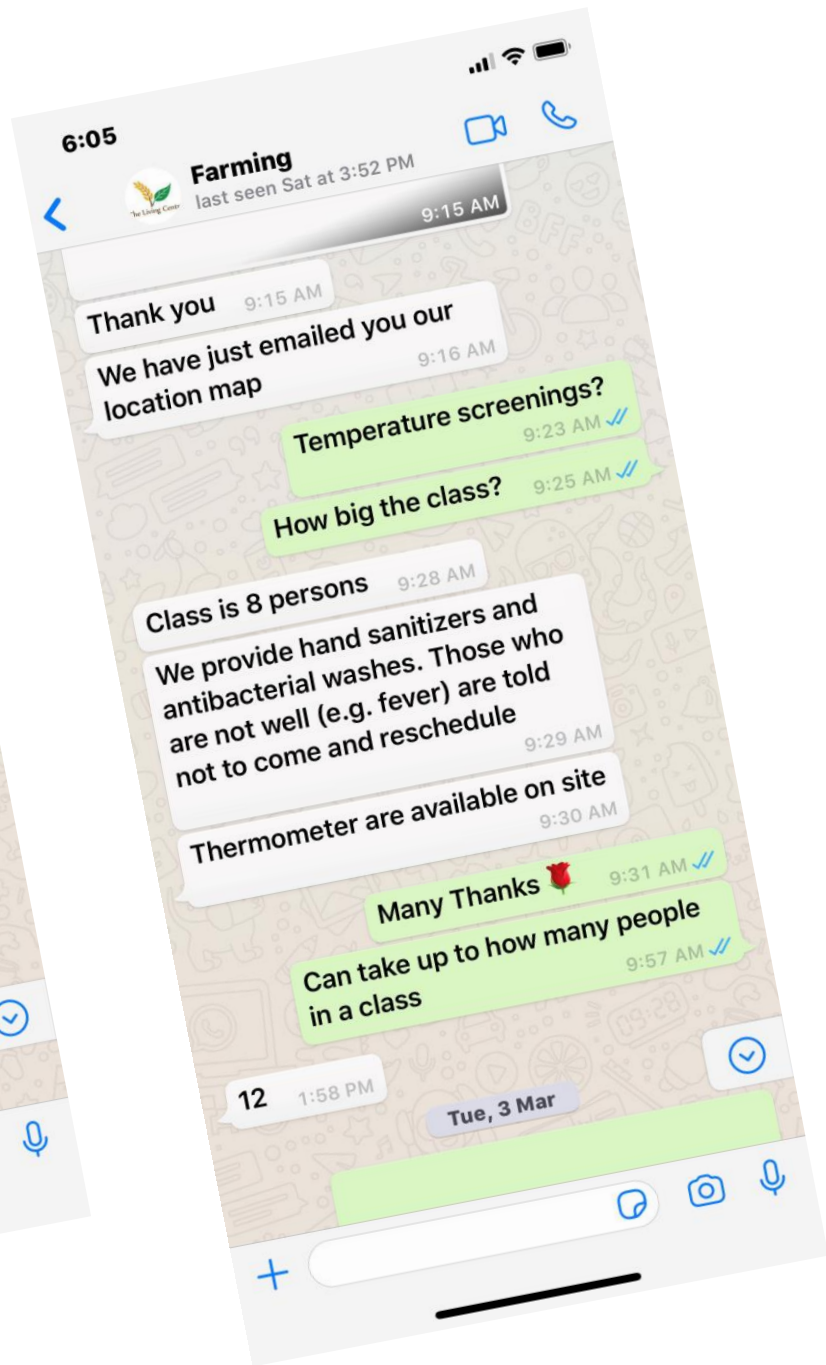 6:05
Farming
last seen Sat at 3:52 PM
9:15 AM
Thank you 9:15 AM
We have just emailed you our
location map 9:16 AM
Temperature screenings?
9:23 AM
How big the class? 9:25 AM
Class is 8 persons 9:28 AM
We provide hand sanitizers and
antibacterial washes. Those who
are not well (e.g. fever) are told
not to come and reschedule
9:29 AM
Thermometer are available on site
9:30 AM
Many Thanks🌹 9:31 AM
Can take up to how many people
in a class 9:57 AM
12 1:58 PM
Tue, 3 Mar